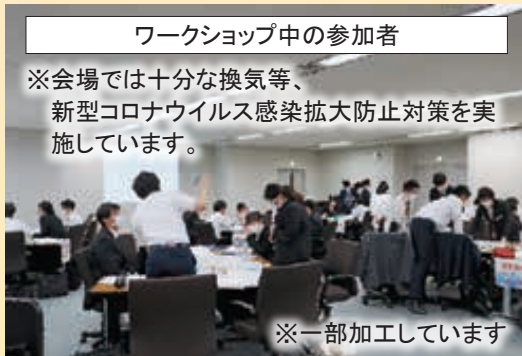 ワークショップ中の参加者
※会場では十分な換気等、
新型コロナウイルス感染拡大防止対策を実
施しています。
※一部加工しています